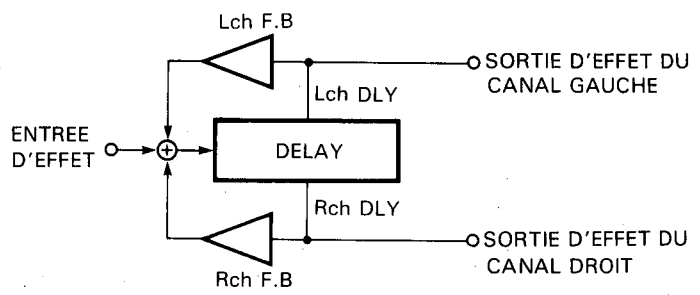 Lch F.B
SORTIE D'EFFET DU
CANAL GAUCHE
Lch DLY
ENTREE
D'EFFET
+
DELAY
Rch DLY
SORTIE D'EFFET DU
CANAL DROIT
Rch F.B